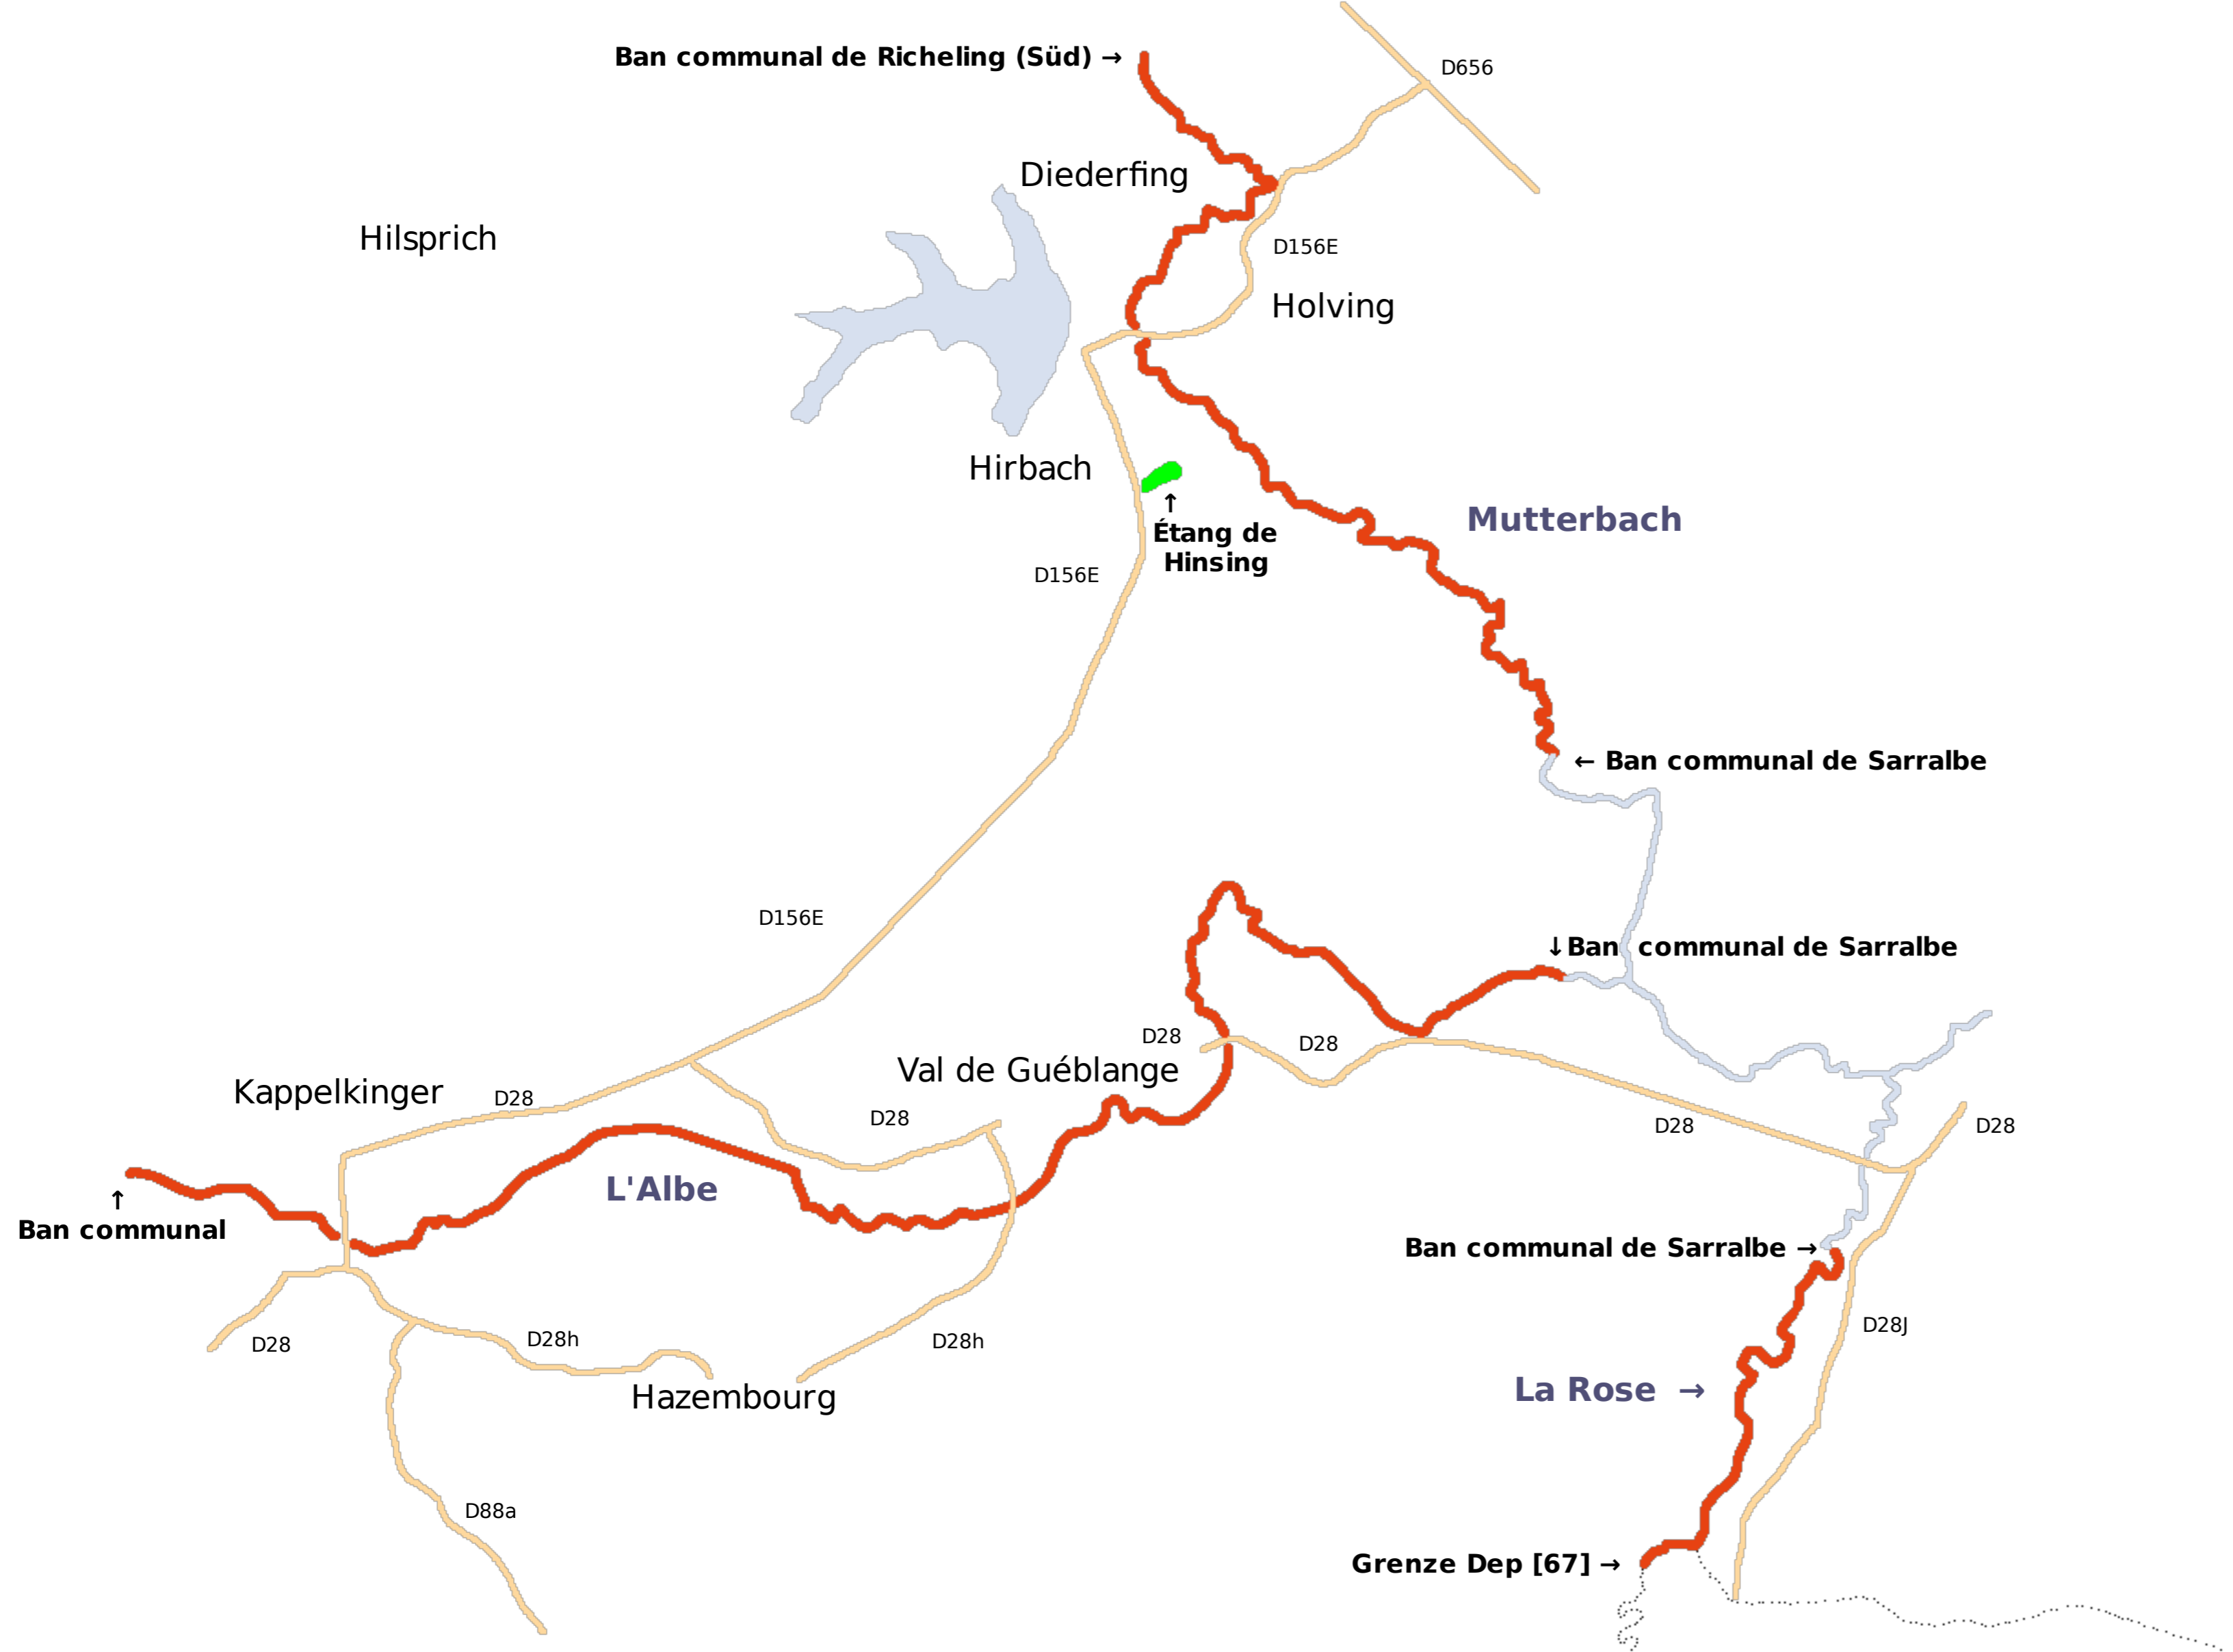 Ban communal de Richeling (Süd) →
D656
Diederfing
Hilsprich
D156E
Holving
Hirbach
↑
Étang de
Hinsing
Mutterbach
D156E
← Ban communal de Sarralbe
D156E
↓Ban communal de Sarralbe
D28
D28
Val de Guéblange
Kappelkinger
D28
D28
D28
D28
L'Albe
↑
Ban communal
Ban communal de Sarralbe →
D28J
D28
D28h
D28h
Hazembourg
La Rose →
D88a
Grenze Dep [67] →